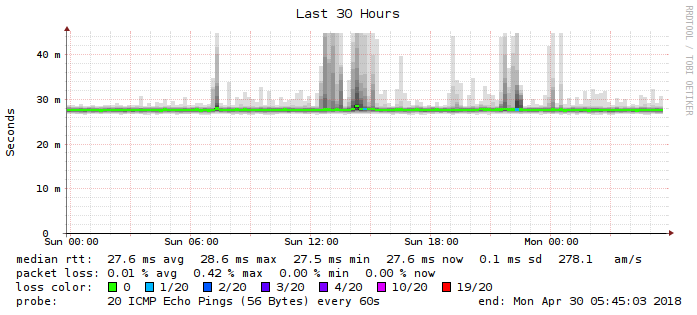 Last 30 Hours
RRDTOOL / TOBI OETIKER
Seconds
40 m
30 m
20 m
10 m
0
Sun 00:00 Sun 06:00 Sun 12:00 Sun 18:00 Mon 00:00
median rtt: 27.6 ms avg 28.6 ms max 27.5 ms min 27.6 ms now 0.1 ms sd 278.1 am/s
packet loss: 0.01 % avg 0.42 % max 0.00 % min 0.00 % now
loss color: 0 1/20 2/20 3/20 4/20 10/20 19/20
probe: 20 ICMP Echo Pings (56 Bytes) every 60s end: Mon Apr 30 05:45:03 2018